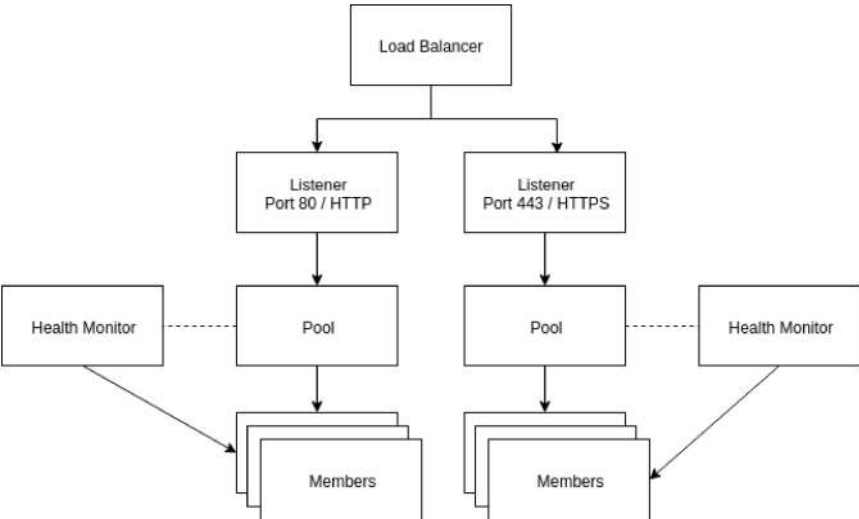 Load Balancer
Listener
Port 80 / HTTP
Listener
Port 443 / HTTPS
Health Monitor
Pool
Pool
Health Monitor
Members
Members